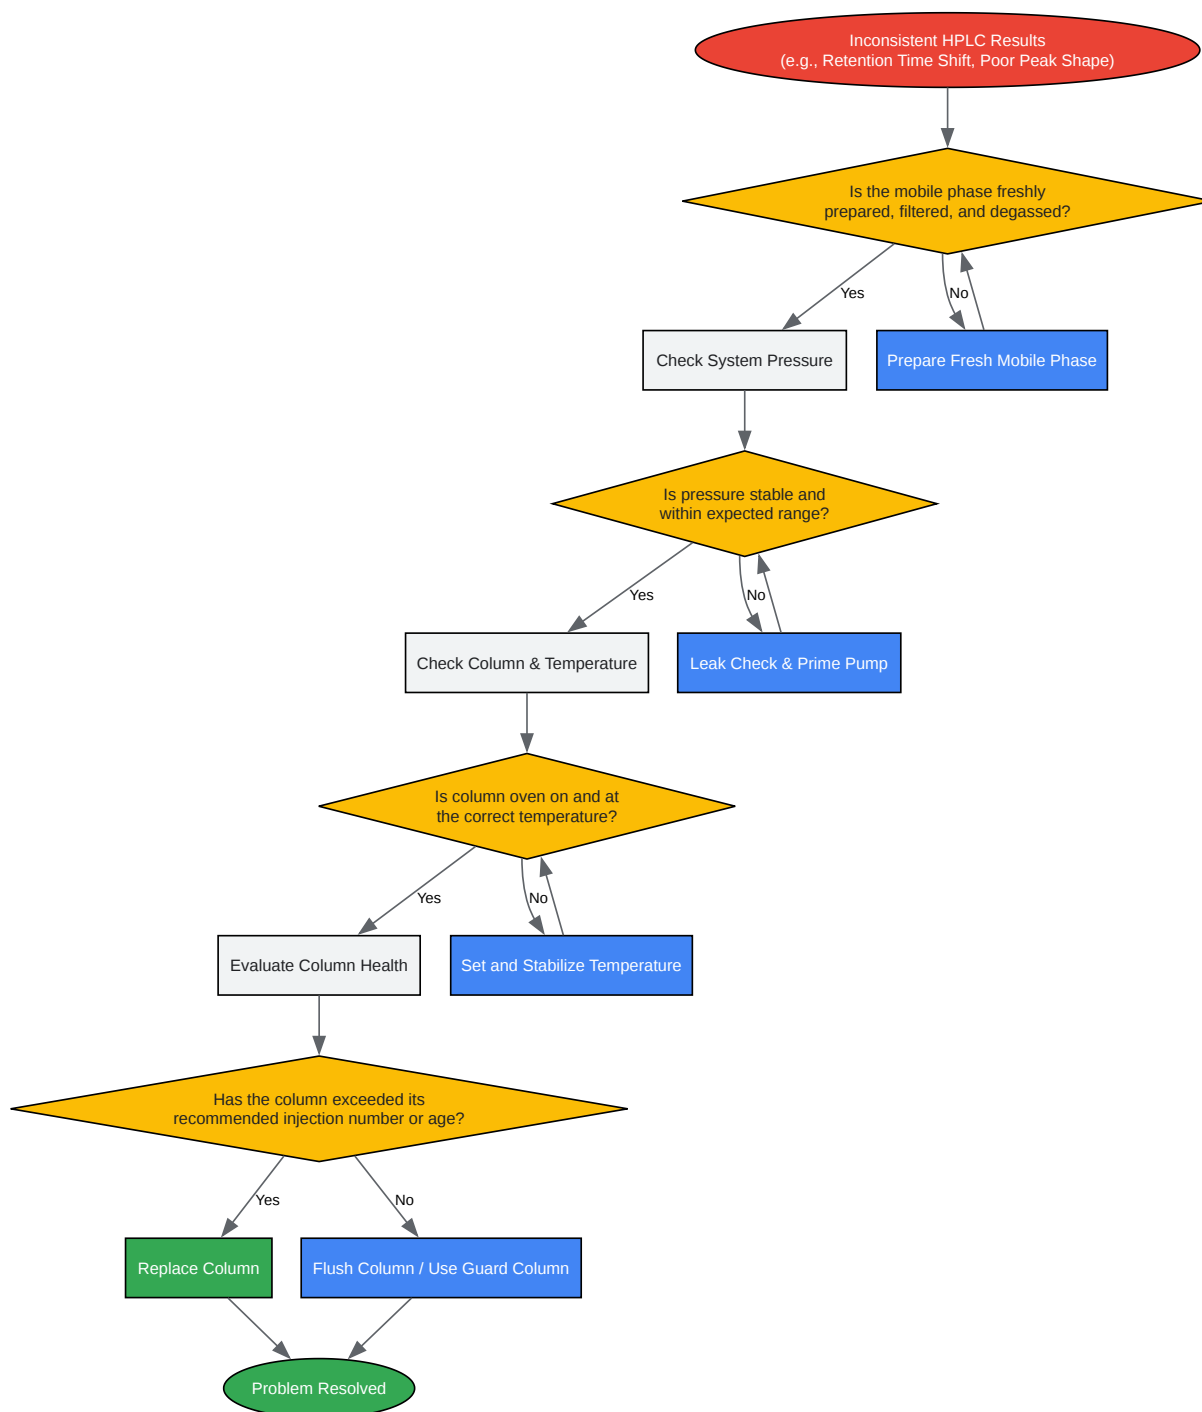 Inconsistent HPLC Results
(e.g., Retention Time Shift, Poor Peak Shape)
Is the mobile phase freshly
prepared, filtered, and degassed?
Yes
No
Check System Pressure
Prepare Fresh Mobile Phase
Is pressure stable and
within expected range?
Yes
No
Check Column & Temperature
Leak Check & Prime Pump
Is column oven on and at
the correct temperature?
Yes
No
Evaluate Column Health
Set and Stabilize Temperature
Has the column exceeded its
recommended injection number or age?
Yes
No
Replace Column
Flush Column / Use Guard Column
Problem Resolved